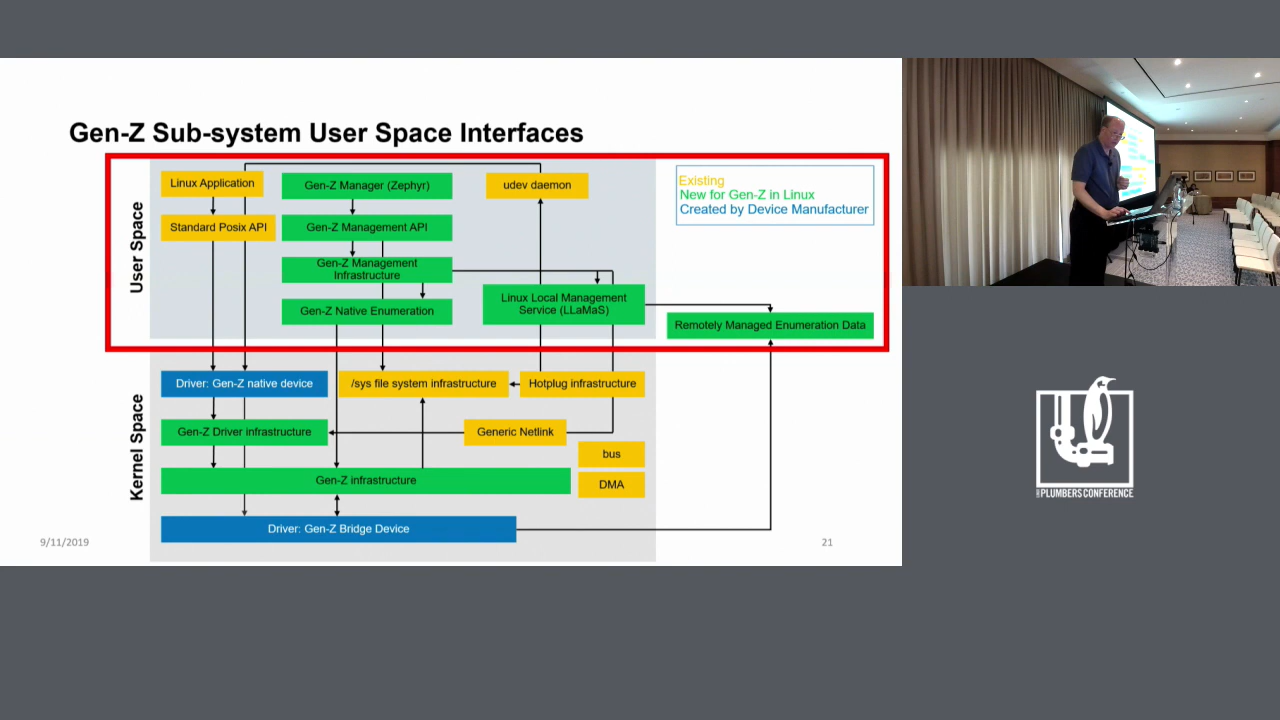 Gen-Z Sub-system User Space Interfaces
User Space
Linux Application
Gen-Z Manager (Zephyr)
udev daemon
Existing
New for Gen-Z in Linux
Created by Device Manufacturer
Standard Posix API
Gen-Z Management API
Gen-Z Management
Infrastructure
Gen-Z Native Enumeration
Linux Local Management
Service (LLaMaS)
Remotely Managed Enumeration Data
Kernel Space
Driver: Gen-Z native device
/sys file system infrastructure
Hotplug infrastructure
Gen-Z Driver infrastructure
Generic Netlink
bus
Gen-Z infrastructure
DMA
Driver: Gen-Z Bridge Device
9/11/2019
21
PLUMBERS CONFERENCE